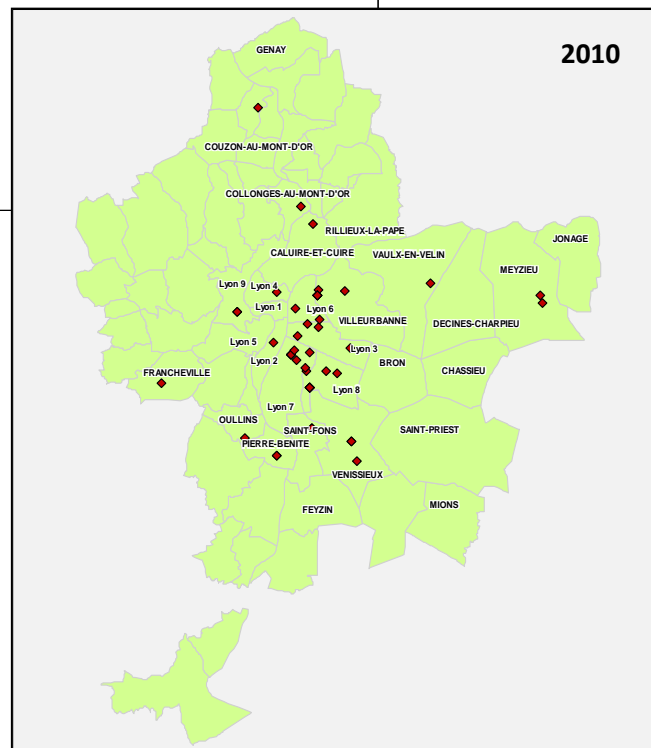 2010
GENAY
COUZON-AU-MONT-D'OR
COLLONGES-AU-MONT-D'OR
RILLIEUX-LA-PAPE
JONAGE
CALUIRE-ET-CUIRE
VAULX-EN-VELIN
MEYZIEU
Lyon 9
Lyon 4
Lyon 1
Lyon 6
VILLEURBANNE
DECINES-CHARPIEU
Lyon 5
Lyon 3
Lyon 2
BRON
CHASSIEU
FRANCHEVILLE
Lyon 8
Lyon 7
OULLINS
SAINT-FONS
SAINT-PRIEST
PIERRE-BENITE
VENISSIEUX
MIONS
FEYZIN